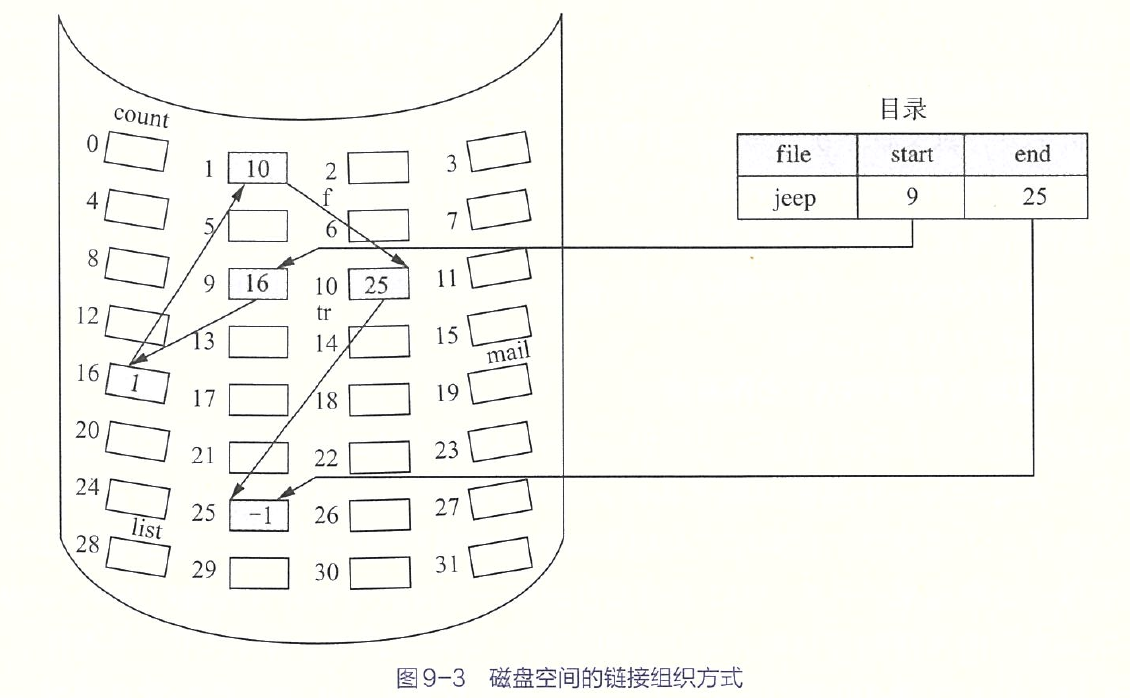 count
0
1 10 2 3
f
4 5 6 7
8 9 16 10 25 11
tr
12 13 14 15
mail
16 1 17 18 19
20 21 22 23
24 25 -1 26 27
list
28 29 30 31
目录
file start end
jeep 9 25
图9-3 磁盘空间的链接组织方式